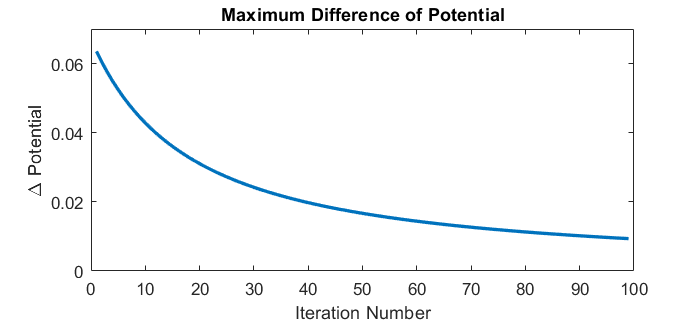 Maximum Difference of Potential
0.06
0.04
0.02
0
Δ Potential
0 10 20 30 40 50 60 70 80 90 100
Iteration Number